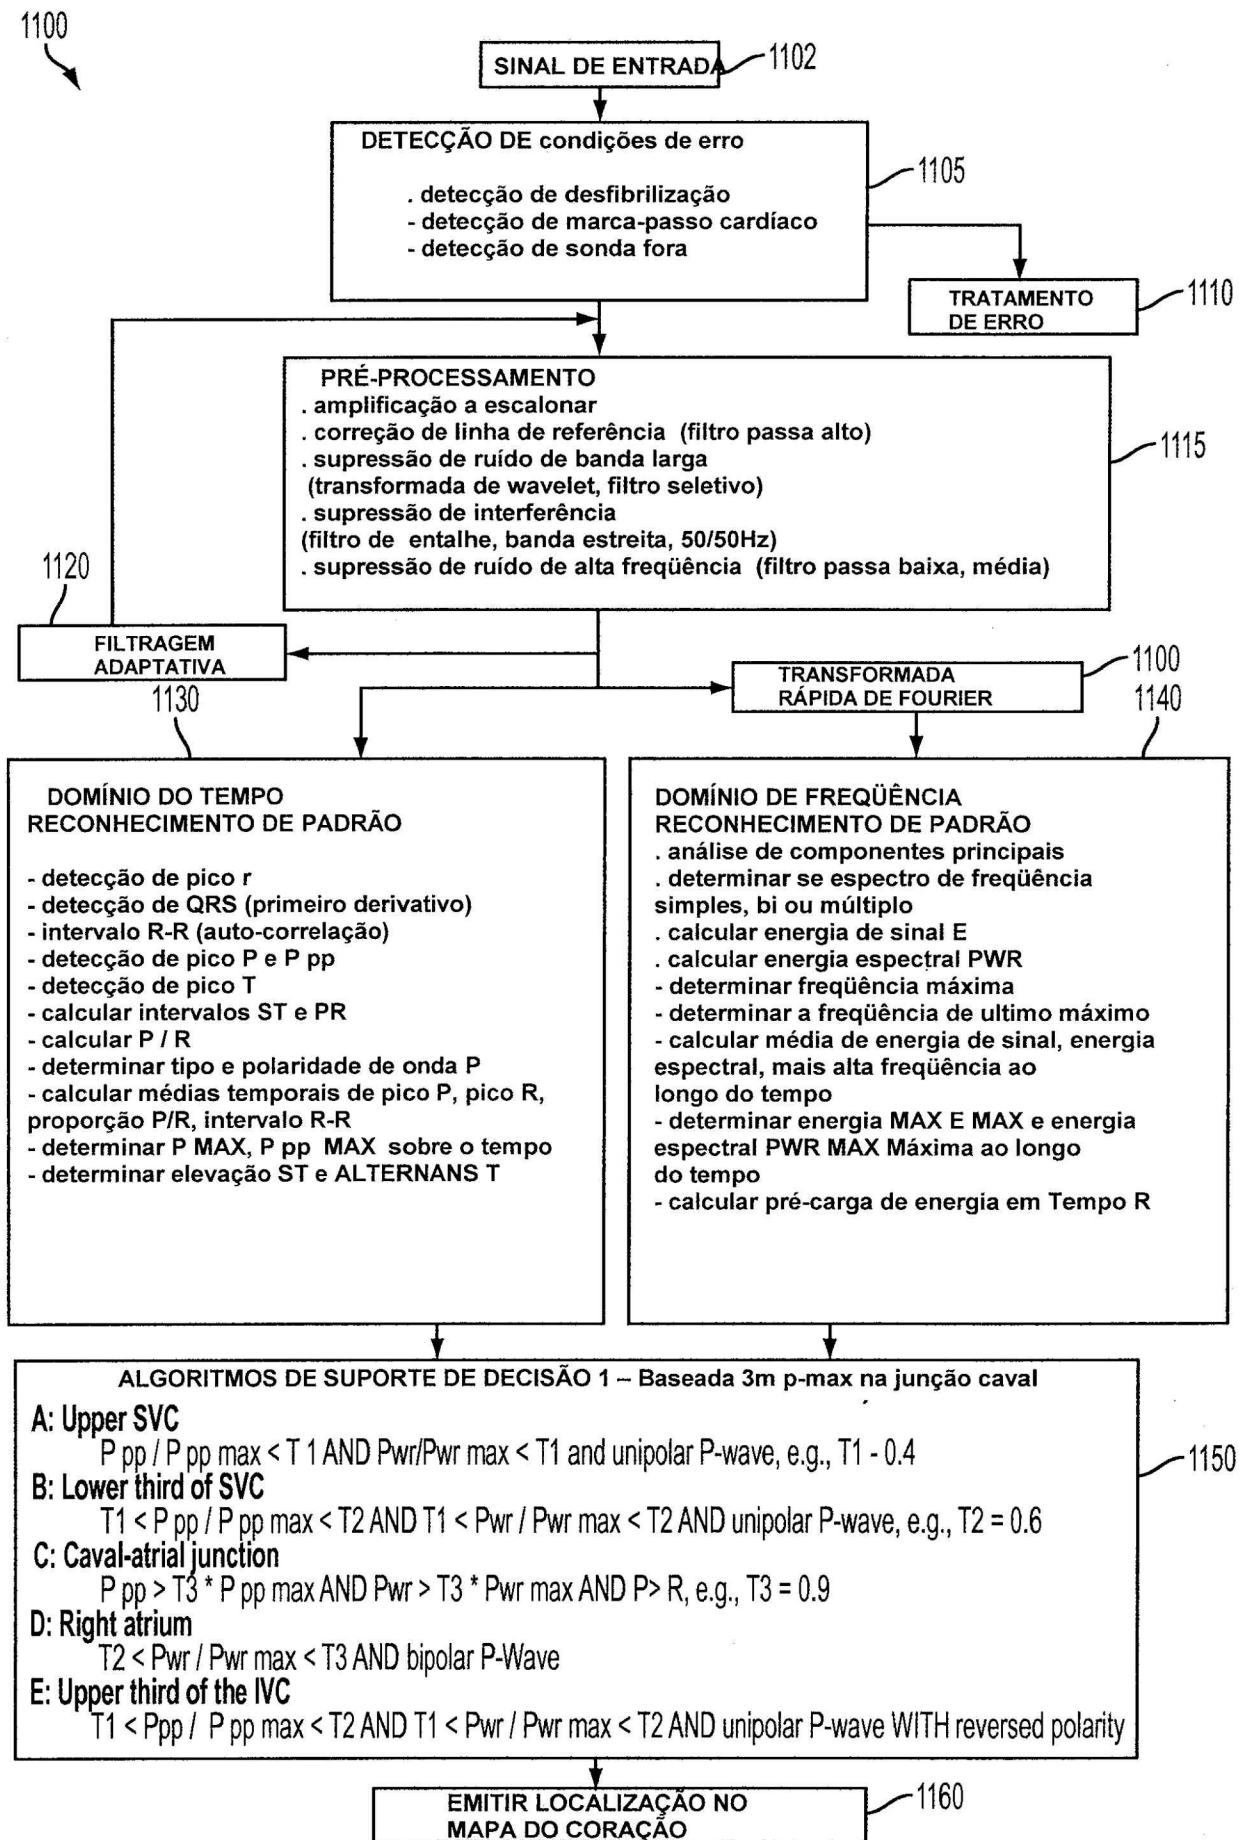 1100
SINAL DE ENTRADA
1102
DETECÇÃO DE condições de erro
. detecção de desfibrilização
- detecção de marca-passo cardíaco
- detecção de sonda fora
1105
TRATAMENTO
DE ERRO
1110
PRÉ-PROCESSAMENTO
. amplificação a escalonar
. correção de linha de referência (filtro passa alto)
. supressão de ruído de banda larga
(transformada de wavelet, filtro seletivo)
. supressão de interferência
(filtro de entalhe, banda estreita, 50/50Hz)
. supressão de ruído de alta freqüência (filtro passa baixa, média)
1115
1120
FILTRAGEM
ADAPTATIVA
TRANSFORMADA
RÁPIDA DE FOURIER
1100
1130
DOMÍNIO DO TEMPO
RECONHECIMENTO DE PADRÃO
- detecção de pico r
- detecção de QRS (primeiro derivativo)
- intervalo R-R (auto-correlação)
- detecção de pico P e P pp
- detecção de pico T
- calcular intervalos ST e PR
- calcular P / R
- determinar tipo e polaridade de onda P
- calcular médias temporais de pico P, pico R,
proporção P/R, intervalo R-R
- determinar P MAX, P pp MAX sobre o tempo
- determinar elevação ST e ALTERNANS T
1140
DOMÍNIO DE FREQÜÊNCIA
RECONHECIMENTO DE PADRÃO
. análise de componentes principais
. determinar se espectro de freqüência
simples, bi ou múltiplo
. calcular energia de sinal E
. calcular energia espectral PWR
- determinar freqüência máxima
- determinar a freqüência de ultimo máximo
- calcular média de energia de sinal, energia
espectral, mais alta freqüência ao
longo do tempo
- determinar energia MAX E MAX e energia
espectral PWR MAX Máxima ao longo
do tempo
- calcular pré-carga de energia em Tempo R
ALGORITMOS DE SUPORTE DE DECISÃO 1 – Baseada 3m p-max na junção caval
A: Upper SVC
P pp / P pp max < T 1 AND Pwr/Pwr max < T1 and unipolar P-wave, e.g., T1 - 0.4
B: Lower third of SVC
T1 < P pp / P pp max < T2 AND T1 < Pwr / Pwr max < T2 AND unipolar P-wave, e.g., T2 = 0.6
C: Caval-atrial junction
P pp > T3 * P pp max AND Pwr > T3 * Pwr max AND P> R, e.g., T3 = 0.9
D: Right atrium
T2 < Pwr / Pwr max < T3 AND bipolar P-Wave
E: Upper third of the IVC
T1 < Ppp / P pp max < T2 AND T1 < Pwr / Pwr max < T2 AND unipolar P-wave WITH reversed polarity
1150
EMITIR LOCALIZAÇÃO NO
MAPA DO CORAÇÃO
1160